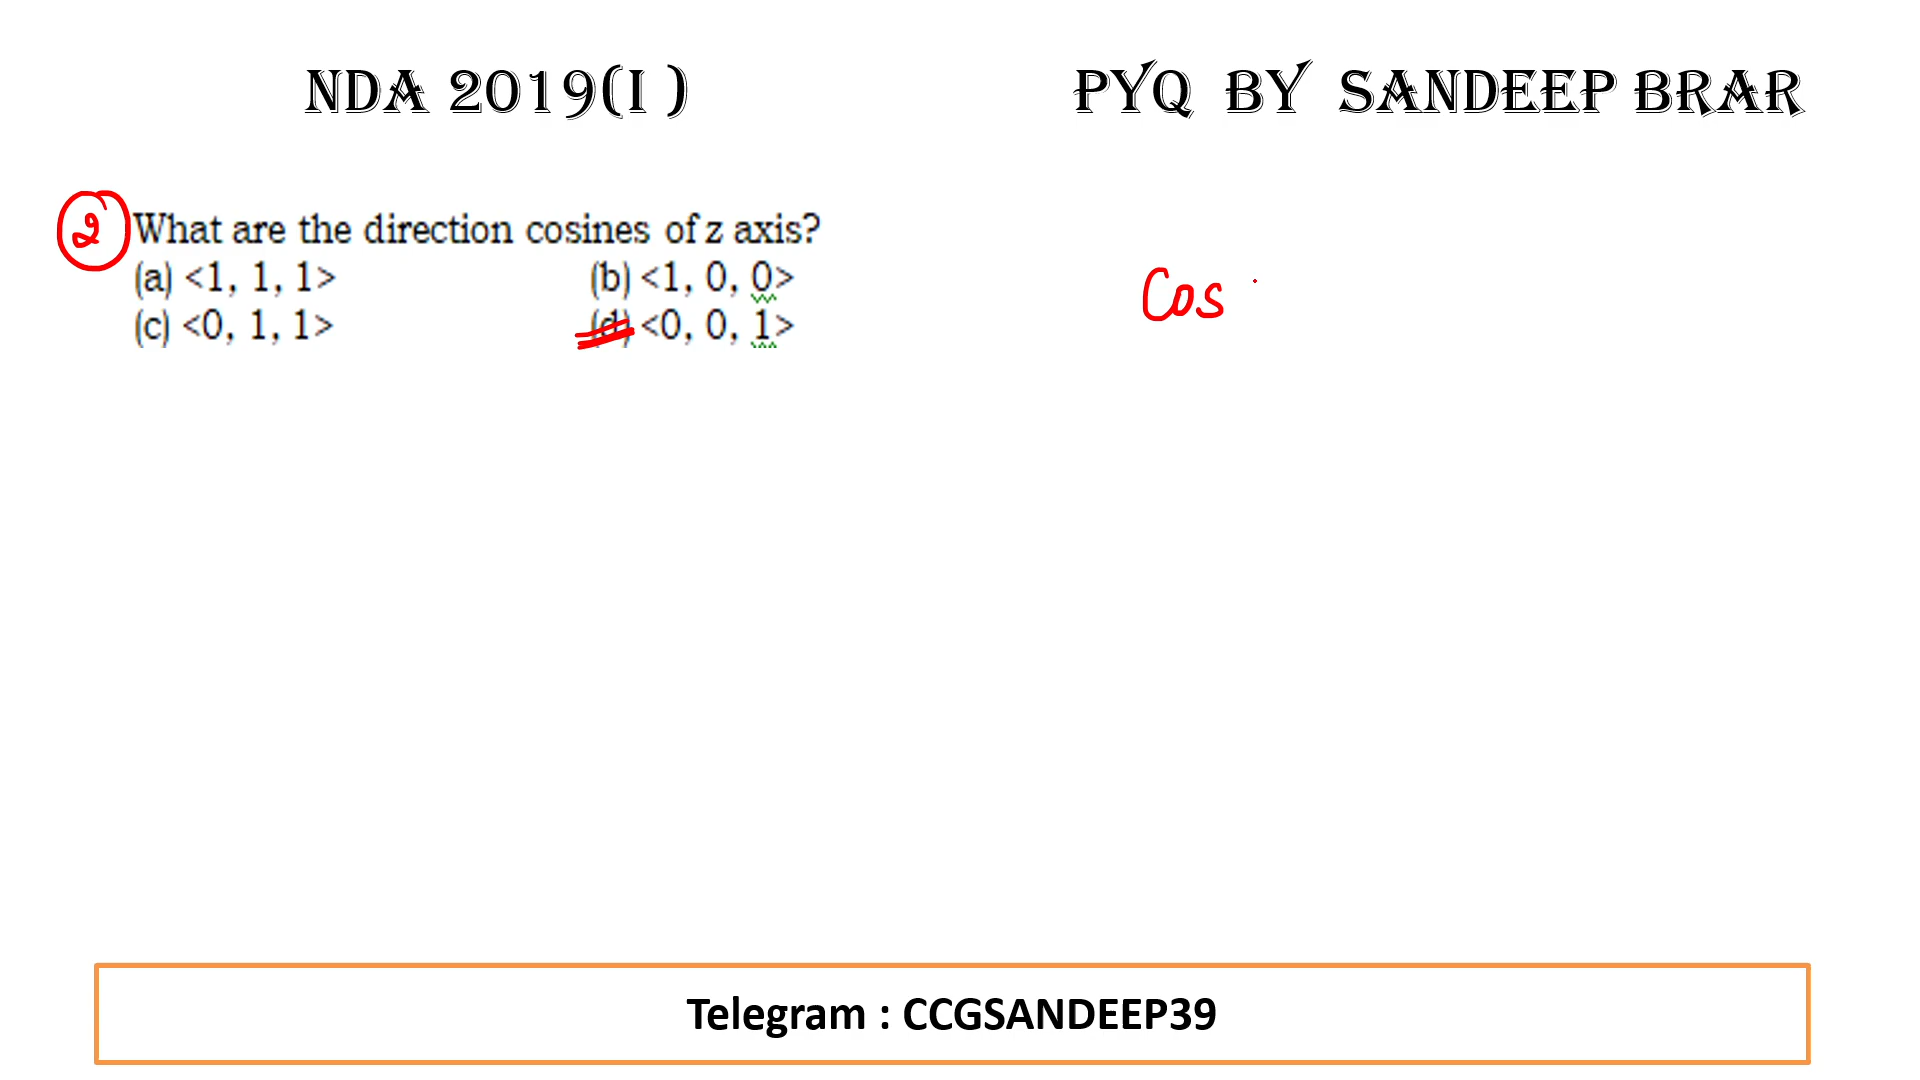 NDA 2019(I )
PYQ BY SANDEEP BRAR
2 What are the direction cosines of z axis?
(a) <1, 1, 1> (b) <1, 0, 0>
(c) <0, 1, 1> (d) <0, 0, 1>
Cos
Telegram : CCGSANDEEP39